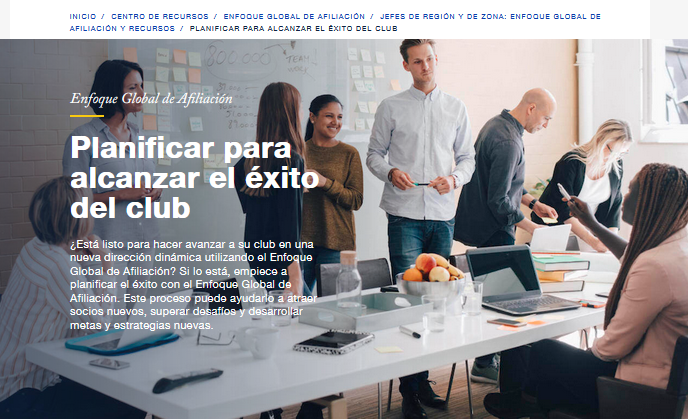 INICIO / CENTRO DE RECURSOS / ENFOQUE GLOBAL DE AFILIACIÓN / JEFES DE REGIÓN Y DE ZONA: ENFOQUE GLOBAL DE
AFILIACIÓN Y RECURSOS / PLANIFICAR PARA ALCANZAR EL ÉXITO DEL CLUB
200,000
TEAM
WORK!
Enfoque Global de Afiliación
Planificar para
alcanzar el éxito
del club
¿Está listo para hacer avanzar a su club en una
nueva dirección dinámica utilizando el Enfoque
Global de Afiliación? Si lo está, empiece a
planificar el éxito con el Enfoque Global de
Afiliación. Este proceso puede ayudarlo a atraer
socios nuevos, superar desafíos y desarrollar
metas y estrategias nuevas.